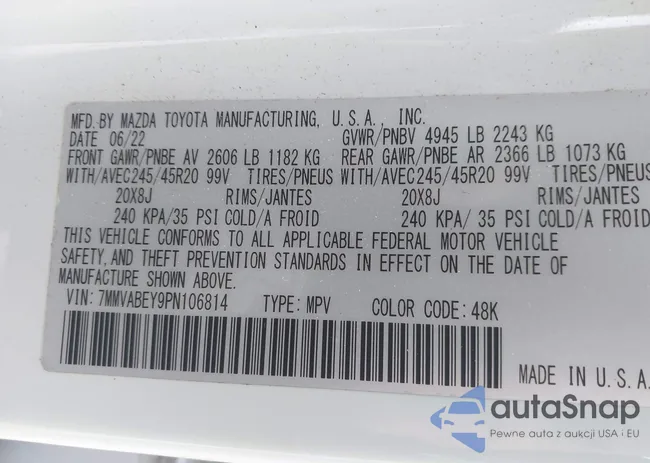 MFD. BY MAZDA TOYOTA MANUFACTURING, U.S.A., INC.
DATE 06/22 GVWR/PNBV 4945 LB 2243 KG
FRONT GAWR/PNBE AV 2606 LB 1182 KG REAR GAWR/PNBE AR 2366 LB 1073 KG
WITH/AVEC245/45R20 99V TIRES/PNEUS WITH/AVEC245/45R20 99V TIRES/PNEUS
20X8J RIMS/JANTES 20X8J RIMS/JANTES
240 KPA/35 PSI COLD/A FROID 240 KPA/ 35 PSI COLD/A FROID
THIS VEHICLE CONFORMS TO ALL APPLICABLE FEDERAL MOTOR VEHICLE
SAFETY, AND THEFT PREVENTION STANDARDS IN EFFECT ON THE DATE OF
MANUFACTURE SHOWN ABOVE.
VIN: 7MMVABEY9PN106814 TYPE: MPV COLOR CODE: 48K
MADE IN U.S.A.
autaSnap
Pewne auta z aukcji USA i EU